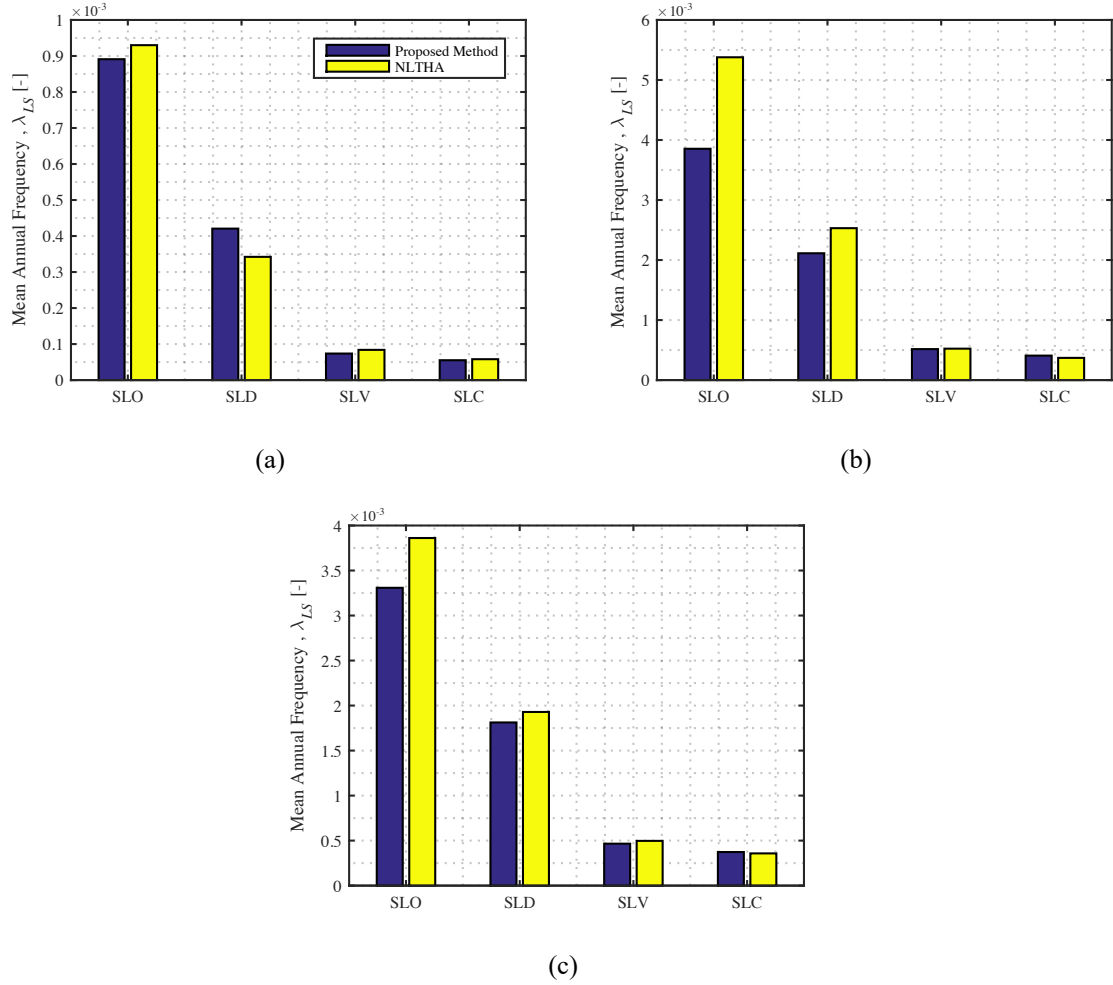 ×10-3
1
0.9
0.8
0.7
0.6
0.5
0.4
0.3
0.2
0.1
0
Mean Annual Frequency , λLS [-]
Proposed Method
NLTHA
SLO SLD SLV SLC
(a)
×10-3
6
5
4
3
2
1
0
Mean Annual Frequency , λLS [-]
SLO SLD SLV SLC
(b)
×10-3
4
3.5
3
2.5
2
1.5
1
0.5
0
Mean Annual Frequency , λLS [-]
SLO SLD SLV SLC
(c)